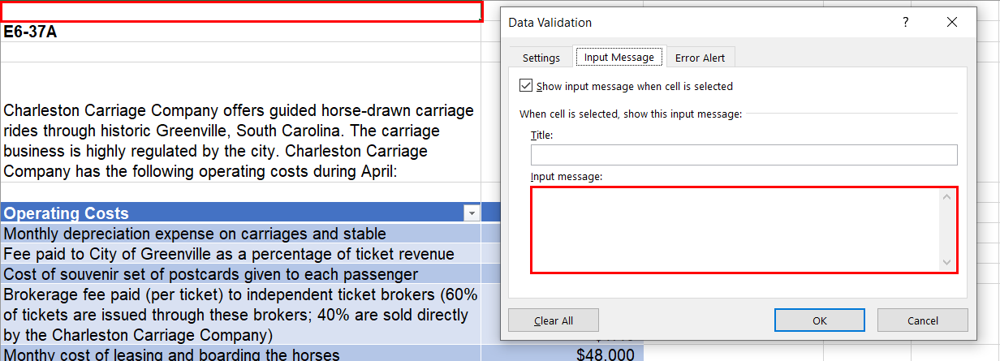 E6-37A
Charleston Carriage Company offers guided horse-drawn carriage
rides through historic Greenville, South Carolina. The carriage
business is highly regulated by the city. Charleston Carriage
Company has the following operating costs during April:
Operating Costs
Monthly depreciation expense on carriages and stable
Fee paid to City of Greenville as a percentage of ticket revenue
Cost of souvenir set of postcards given to each passenger
Brokerage fee paid (per ticket) to independent ticket brokers (60%
of tickets are issued through these brokers; 40% are sold directly
by the Charleston Carriage Company)
Monthy cost of leasing and boarding the horses $48,000
Data Validation ?
Settings Input Message Error Alert
Show input message when cell is selected
When cell is selected, show this input message:
Title:
Input message:
Clear All OK Cancel